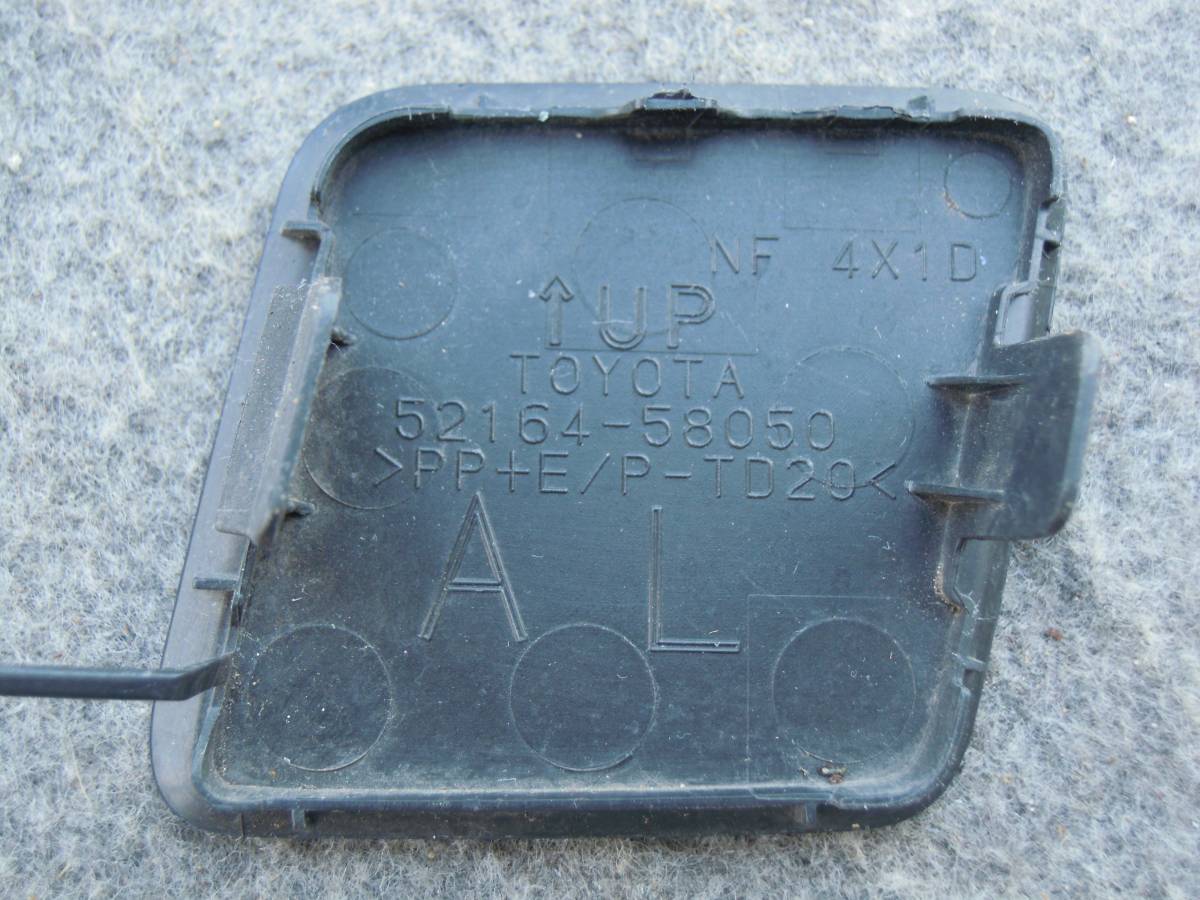 NF 4X1D
↑UP
TOYOTA
52164-58050
>PP+E/P-TD20<
A L